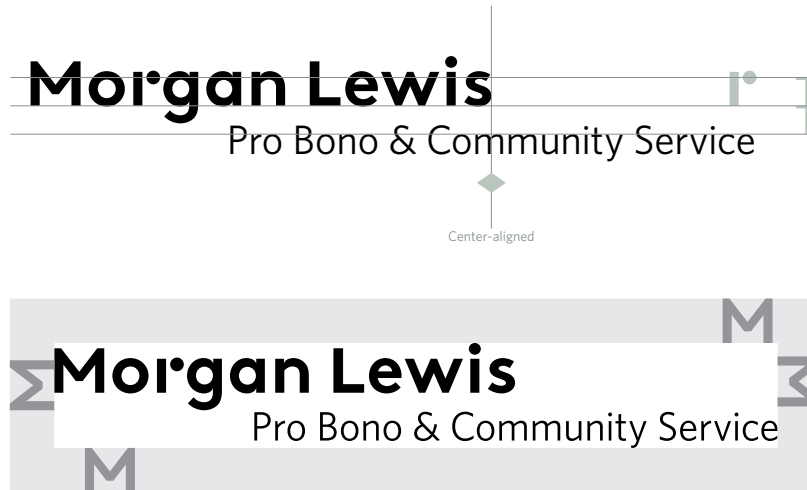 Morgan Lewis
r
Pro Bono & Community Service
Center-aligned
M
M
Morgan Lewis
M
Pro Bono & Community Service
M